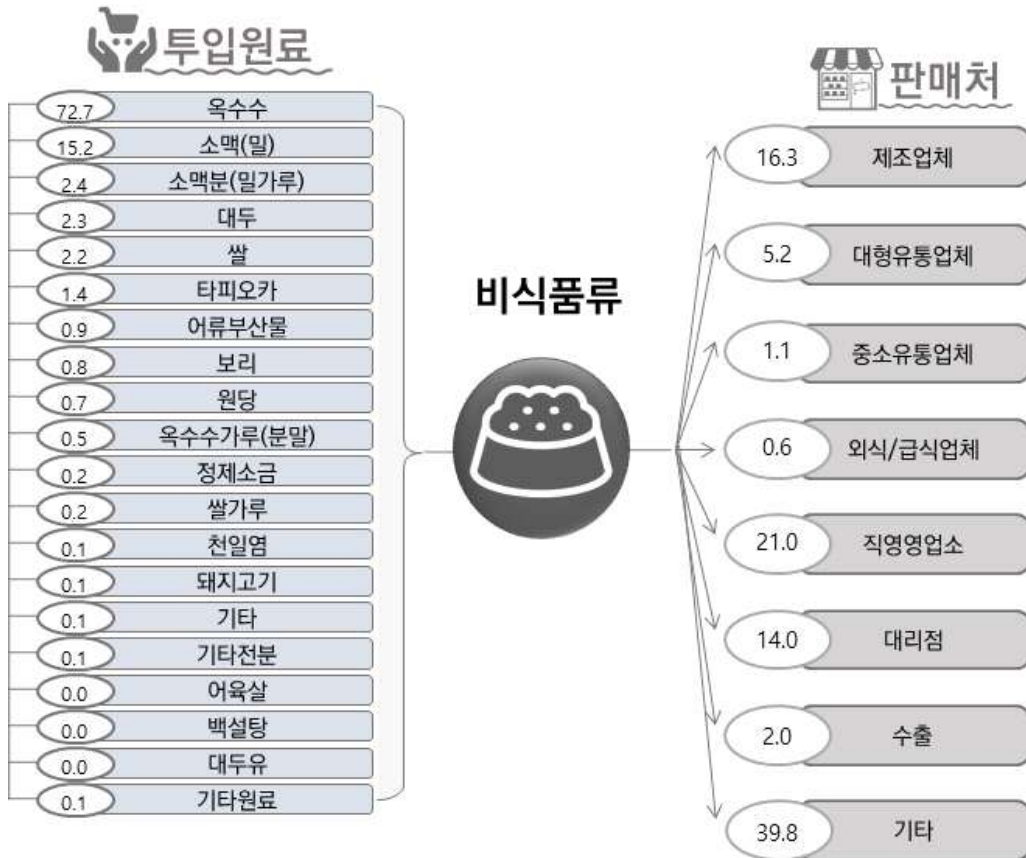 투입원료
판매처
비식품류
72.7 옥수수
15.2 소맥(밀)
2.4 소맥분(밀가루)
2.3 대두
2.2 쌀
1.4 타피오카
0.9 어류부산물
0.8 보리
0.7 원당
0.5 옥수수가루(분말)
0.2 정제소금
0.2 쌀가루
0.1 천일염
0.1 돼지고기
0.1 기타
0.1 기타전분
0.0 어육살
0.0 백설탕
0.0 대두유
0.1 기타원료
16.3 제조업체
5.2 대형유통업체
1.1 중소유통업체
0.6 외식/급식업체
21.0 직영영업소
14.0 대리점
2.0 수출
39.8 기타